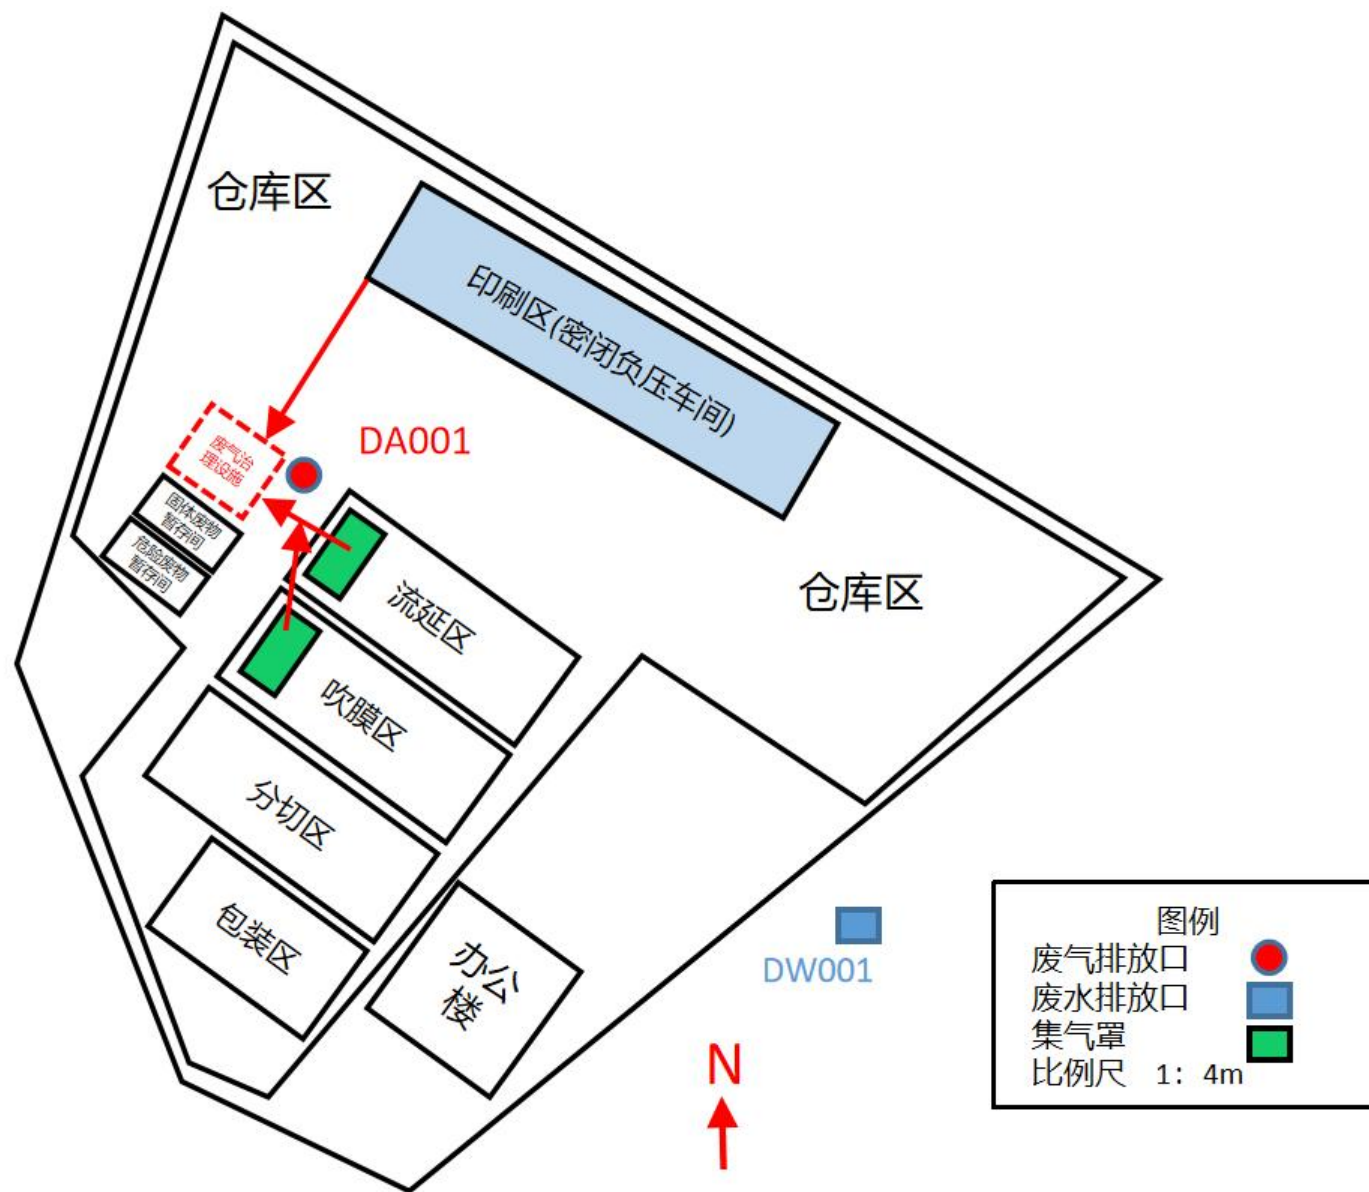 仓库区
印刷区(密闭负压车间)
DA001
废气治
理设施
固体废物
暂存间
危险废物
暂存间
流延区
仓库区
吹膜区
分切区
包装区
办公
楼
DW001
N
图例
废气排放口
废水排放口
集气罩
比例尺 1: 4m